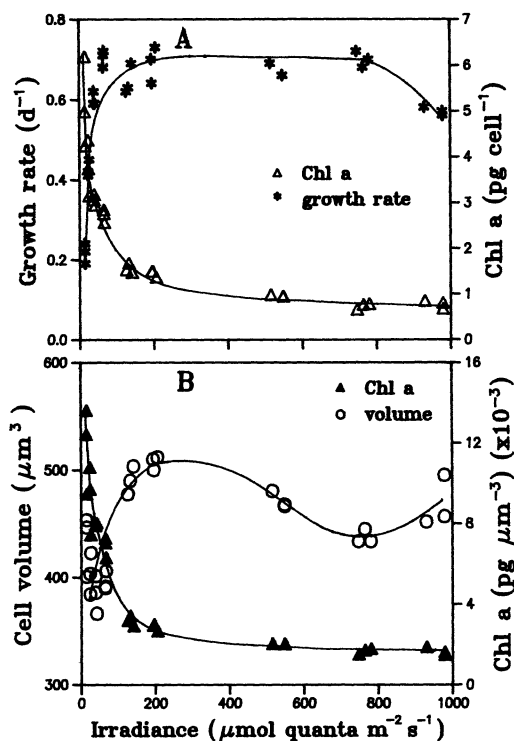 A
0.8
0.6
0.4
0.2
0.0
Growth rate (d⁻¹)
7
6
5
4
3
2
1
0
Chl a (pg cell⁻¹)
Chl a
growth rate
B
600
500
400
300
Cell volume (μm³)
16
12
8
4
0
Chl a (pg μm⁻³) (x10⁻³)
Chl a
volume
0 200 400 600 800 1000
Irradiance (μmol quanta m⁻² s⁻¹)